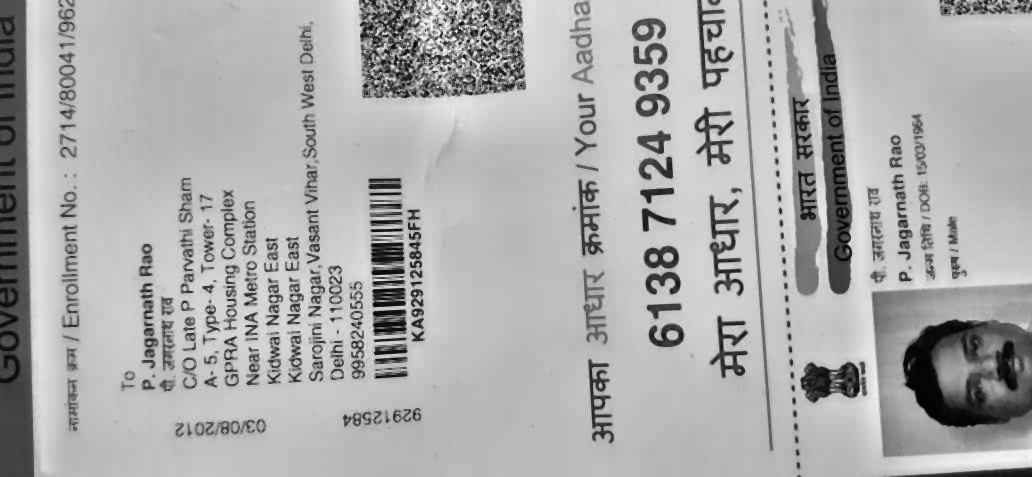 Government of India
नामांकन क्रम / Enrollment No. : 2714/80041/962
To
P. Jagarnath Rao
पी. जगरनाथ राव
C/O Late P Parvathi Sham
A- 5, Type- 4, Tower- 17
GPRA Housing Complex
Near INA Metro Station
Kidwai Nagar East
Kidwai Nagar East
Sarojini Nagar,Vasant Vihar,South West Delhi,
Delhi - 110023
9958240555
KA929125845FH
03/08/2012
92912584
आपका आधार क्रमांक / Your Aadha
6138 7124 9359
मेरा आधार, मेरी पहचान
भारत सरकार
Government of India
पी. जगरनाथ राव
P. Jagarnath Rao
जन्म तिथि / DOB: 15/03/1964
पुरुष / Male